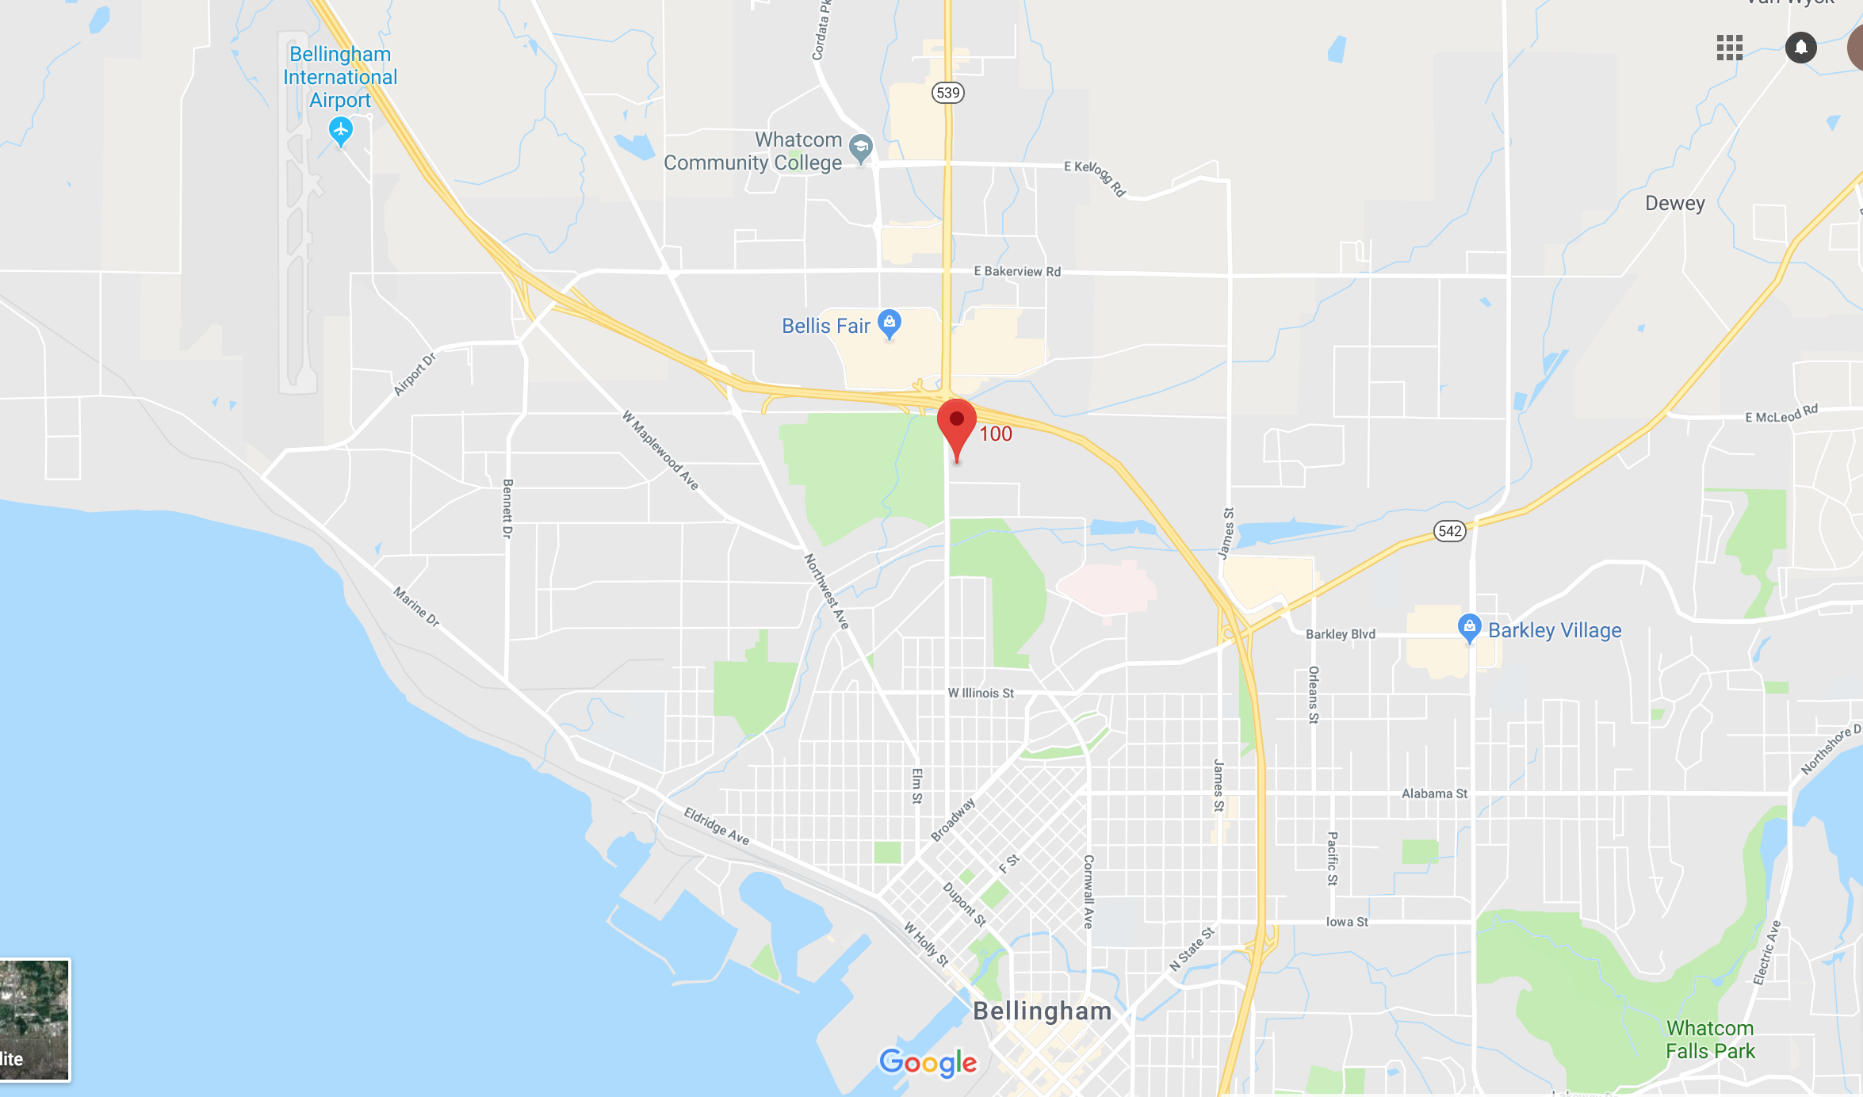 Van Wyck
Bellingham
International
Airport
Cordata Pk
539
Whatcom
Community College
E Kellogg Rd
Dewey
E Bakerview Rd
Bellis Fair
Airport Dr
W Maplewood Ave
100
E McLeod Rd
Bennett Dr
James St
542
Marine Dr
Northwest Ave
Barkley Blvd
Barkley Village
Orleans St
W Illinois St
Northshore D
Elm St
James St
Alabama St
Eldridge Ave
Broadway
Pacific St
F St
Cornwall Ave
Dupont St
Iowa St
W Holly St
N State St
Electric Ave
Bellingham
Whatcom
Falls Park
lite
Google